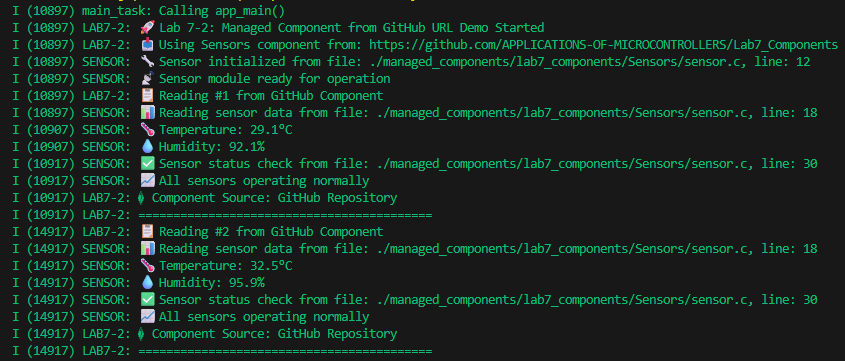 I (10897) main_task: Calling app_main()
I (10897) LAB7-2: 🚀 Lab 7-2: Managed Component from GitHub URL Demo Started
I (10897) LAB7-2: 📥 Using Sensors component from: https://github.com/APPLICATIONS-OF-MICROCONTROLLERS/Lab7_Components
I (10897) SENSOR: 🔧 Sensor initialized from file: ./managed_components/lab7_components/Sensors/sensor.c, line: 12
I (10897) SENSOR: 📡 Sensor module ready for operation
I (10897) LAB7-2: 📋 Reading #1 from GitHub Component
I (10897) SENSOR: 📊 Reading sensor data from file: ./managed_components/lab7_components/Sensors/sensor.c, line: 18
I (10907) SENSOR: 🌡️ Temperature: 29.1°C
I (10907) SENSOR: 💧 Humidity: 92.1%
I (10917) SENSOR: ✅ Sensor status check from file: ./managed_components/lab7_components/Sensors/sensor.c, line: 30
I (10917) SENSOR: 📈 All sensors operating normally
I (10917) LAB7-2: Component Source: GitHub Repository
I (10917) LAB7-2: ==========================================
I (14917) LAB7-2: 📋 Reading #2 from GitHub Component
I (14917) SENSOR: 📊 Reading sensor data from file: ./managed_components/lab7_components/Sensors/sensor.c, line: 18
I (14917) SENSOR: 🌡️ Temperature: 32.5°C
I (14917) SENSOR: 💧 Humidity: 95.9%
I (14917) SENSOR: ✅ Sensor status check from file: ./managed_components/lab7_components/Sensors/sensor.c, line: 30
I (14917) SENSOR: 📈 All sensors operating normally
I (14917) LAB7-2: Component Source: GitHub Repository
I (14917) LAB7-2: ==========================================